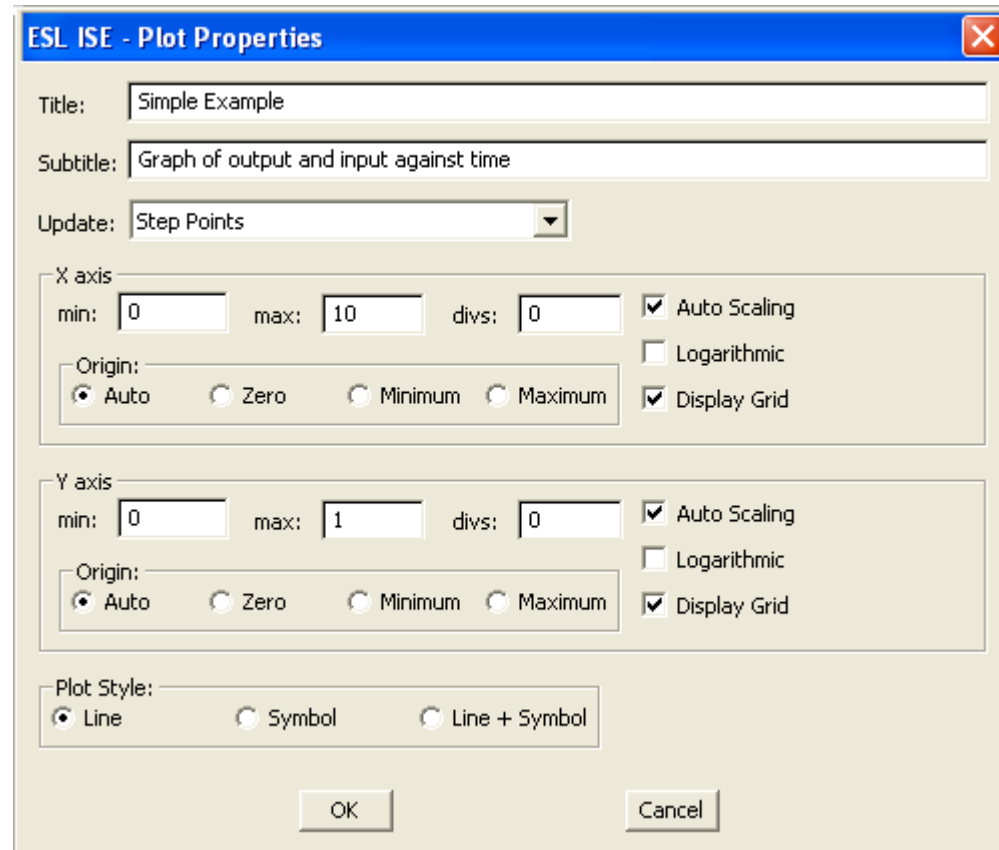 ESL ISE - Plot Properties
Title: Simple Example
Subtitle: Graph of output and input against time
Update: Step Points
X axis
min: 0 max: 10 divs: 0 Auto Scaling
Logarithmic
Origin:
Auto Zero Minimum Maximum Display Grid
Y axis
min: 0 max: 1 divs: 0 Auto Scaling
Logarithmic
Origin:
Auto Zero Minimum Maximum Display Grid
Plot Style:
Line Symbol Line + Symbol
OK Cancel